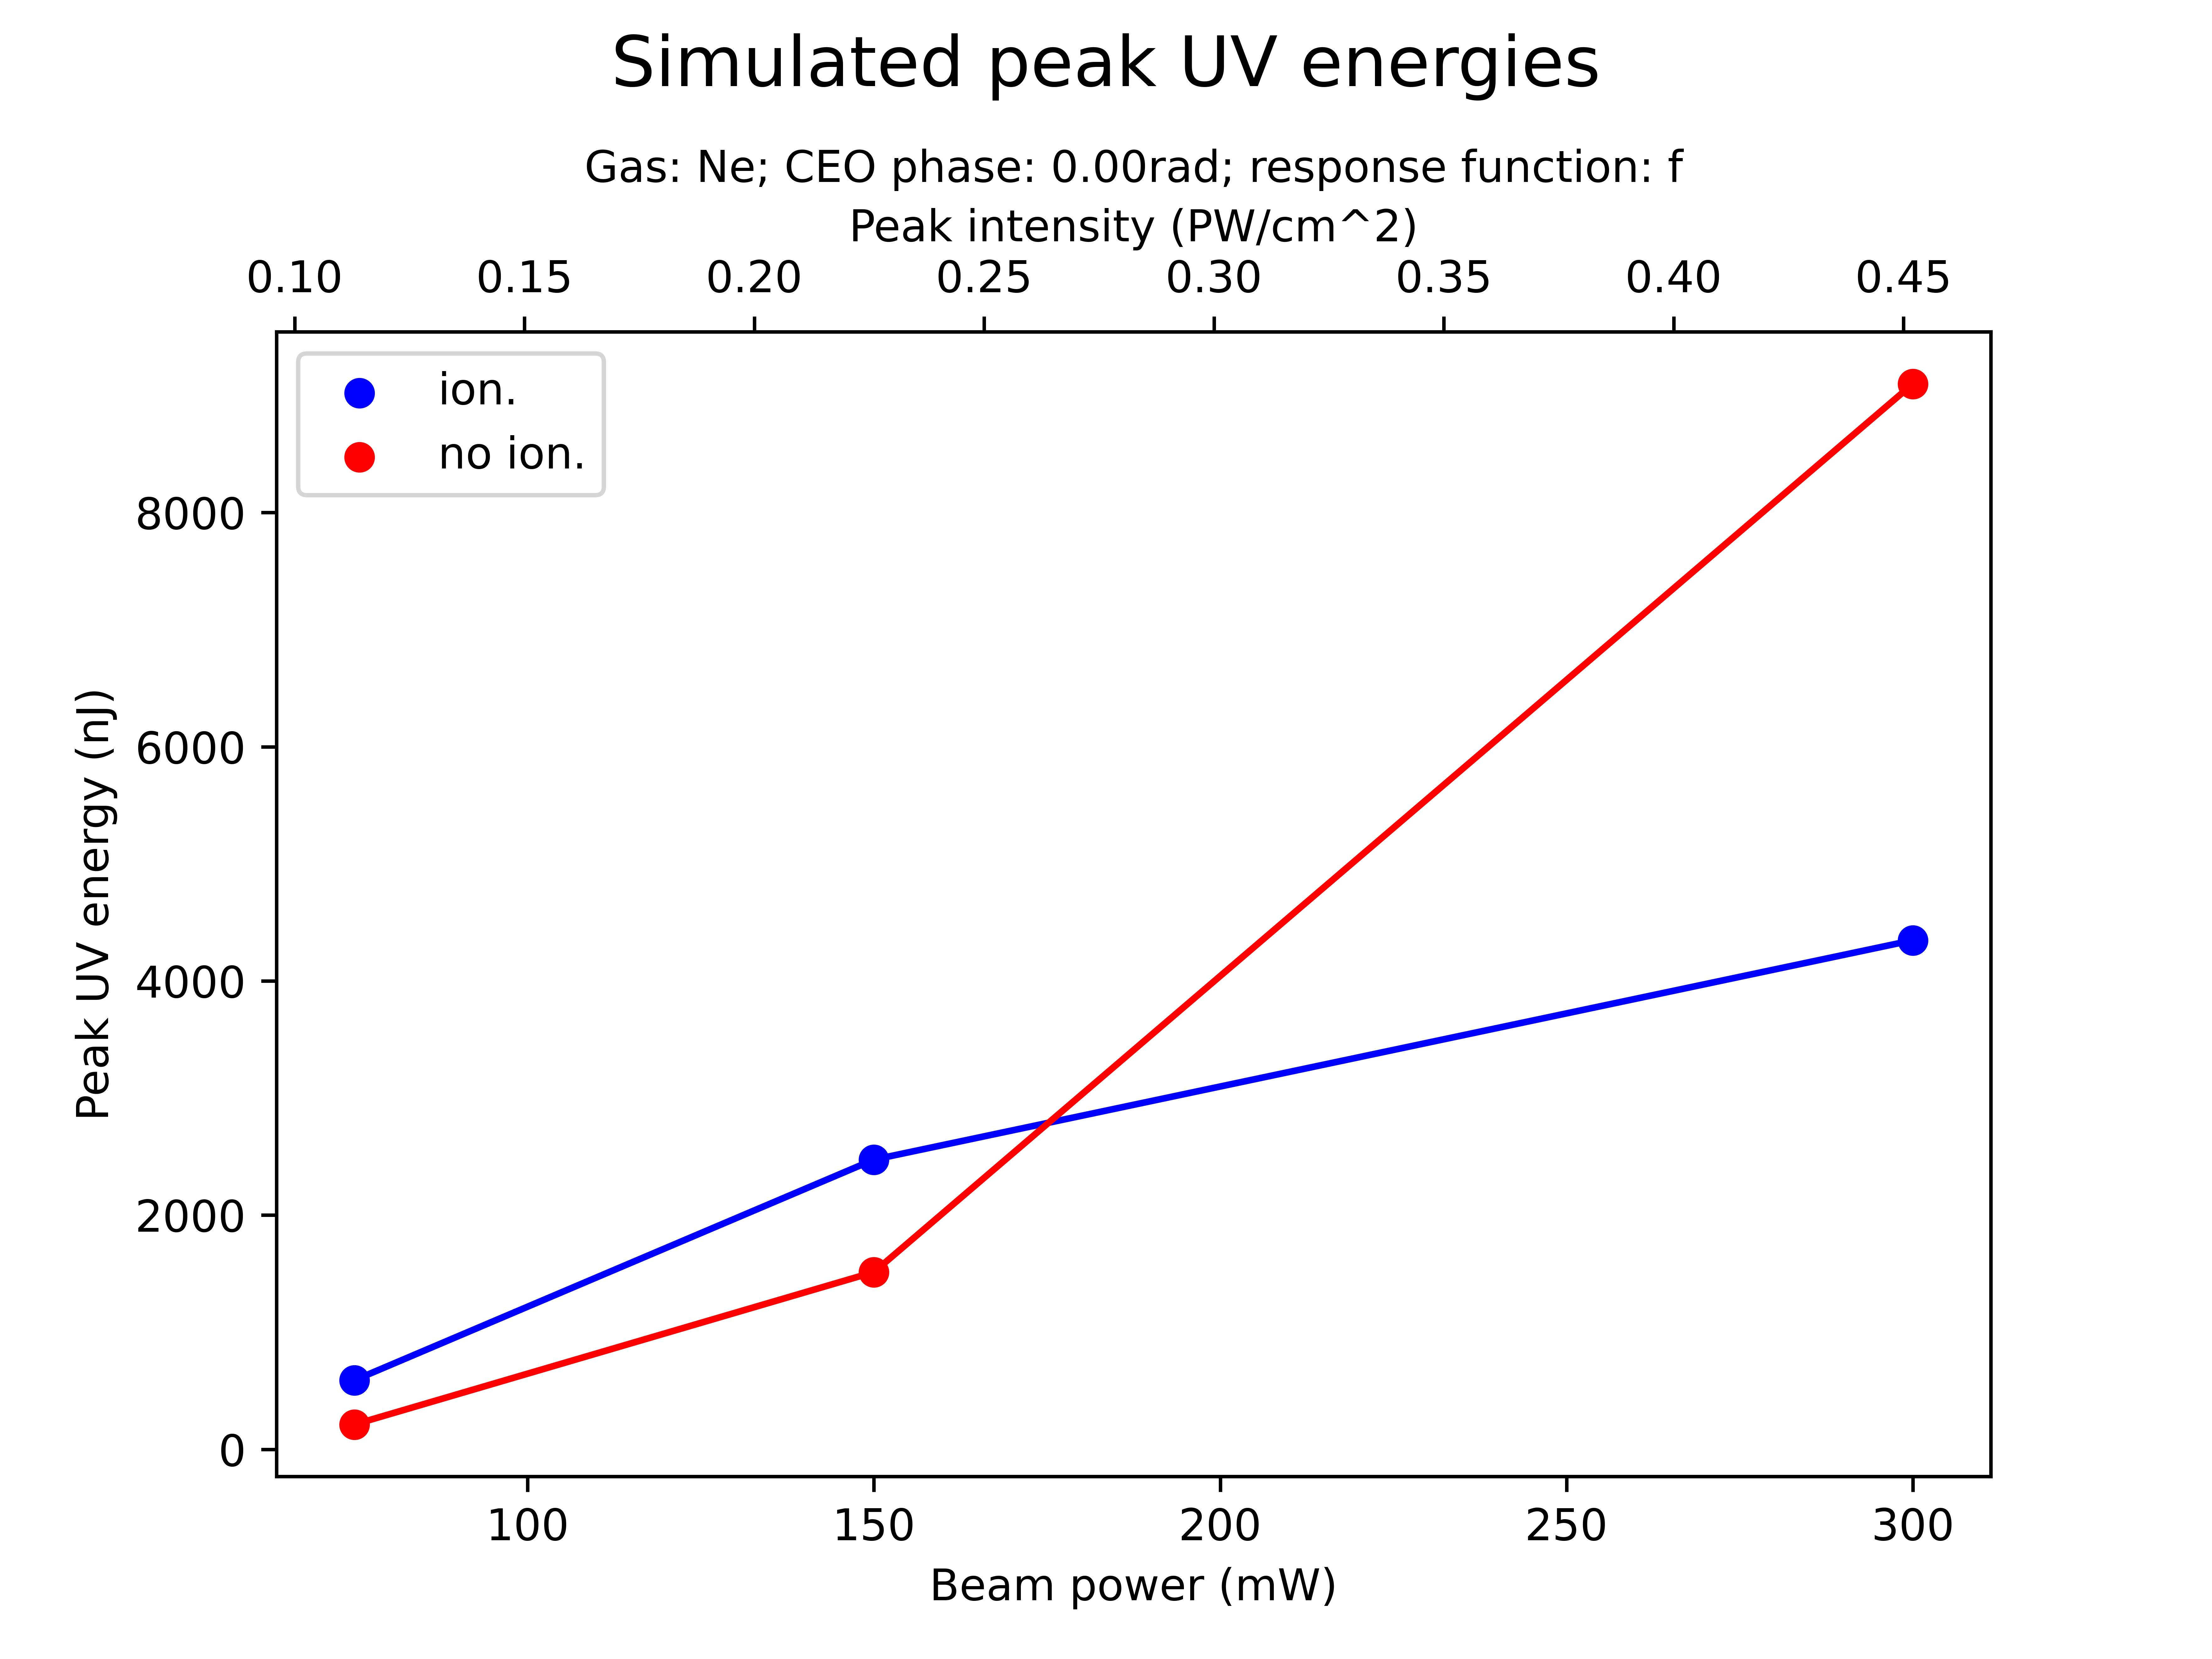 Simulated peak UV energies
Gas: Ne; CEO phase: 0.00rad; response function: f
Peak intensity (PW/cm^2)
0.10 0.15 0.20 0.25 0.30 0.35 0.40 0.45
ion.
no ion.
8000
6000
4000
2000
0
Peak UV energy (nJ)
100 150 200 250 300
Beam power (mW)